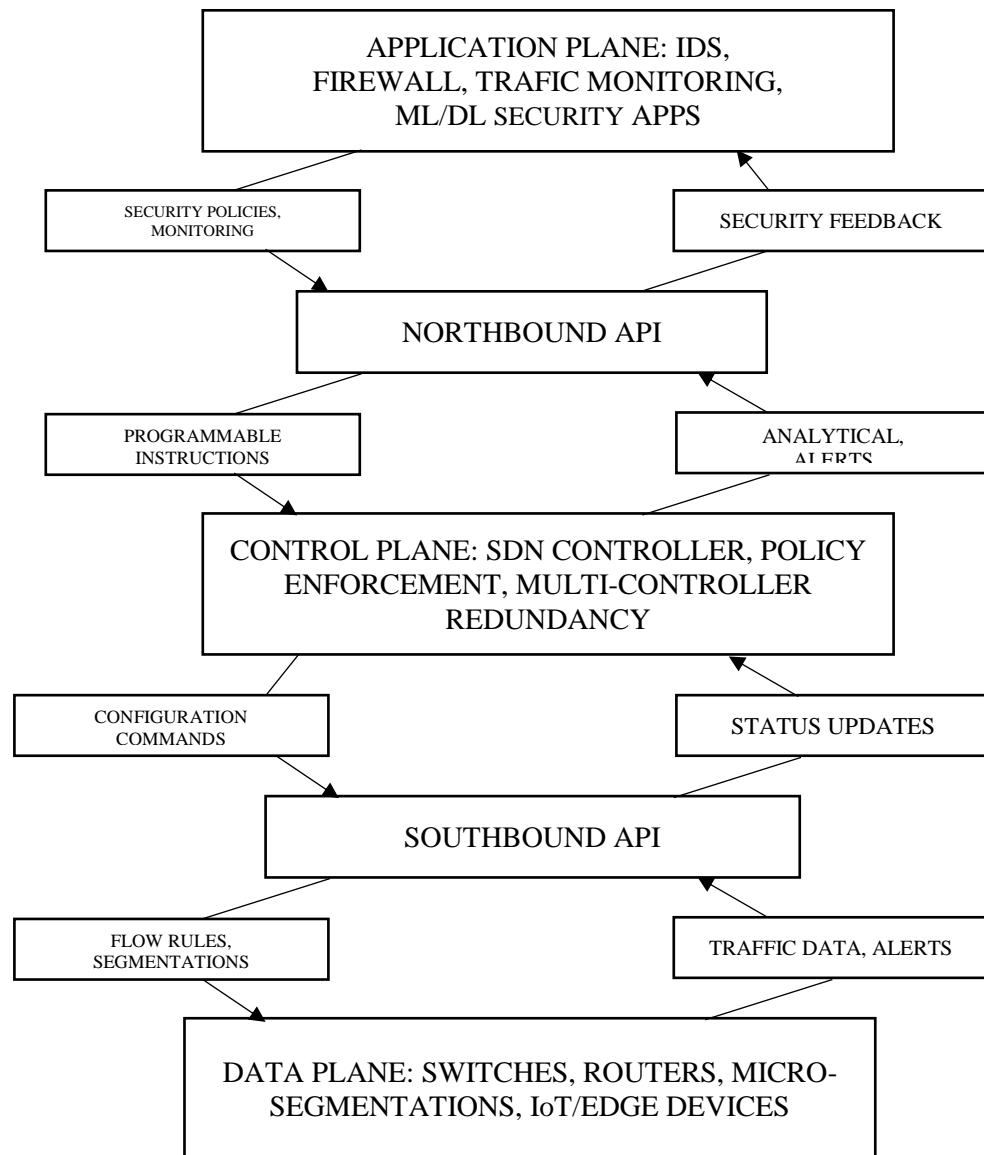 APPLICATION PLANE: IDS,
FIREWALL, TRAFIC MONITORING,
ML/DL SECURITY APPS
SECURITY POLICIES,
MONITORING
SECURITY FEEDBACK
NORTHBOUND API
PROGRAMMABLE
INSTRUCTIONS
ANALYTICAL,
ALERTS
CONTROL PLANE: SDN CONTROLLER, POLICY
ENFORCEMENT, MULTI-CONTROLLER
REDUNDANCY
CONFIGURATION
COMMANDS
STATUS UPDATES
SOUTHBOUND API
FLOW RULES,
SEGMENTATIONS
TRAFFIC DATA, ALERTS
DATA PLANE: SWITCHES, ROUTERS, MICRO-
SEGMENTATIONS, IoT/EDGE DEVICES